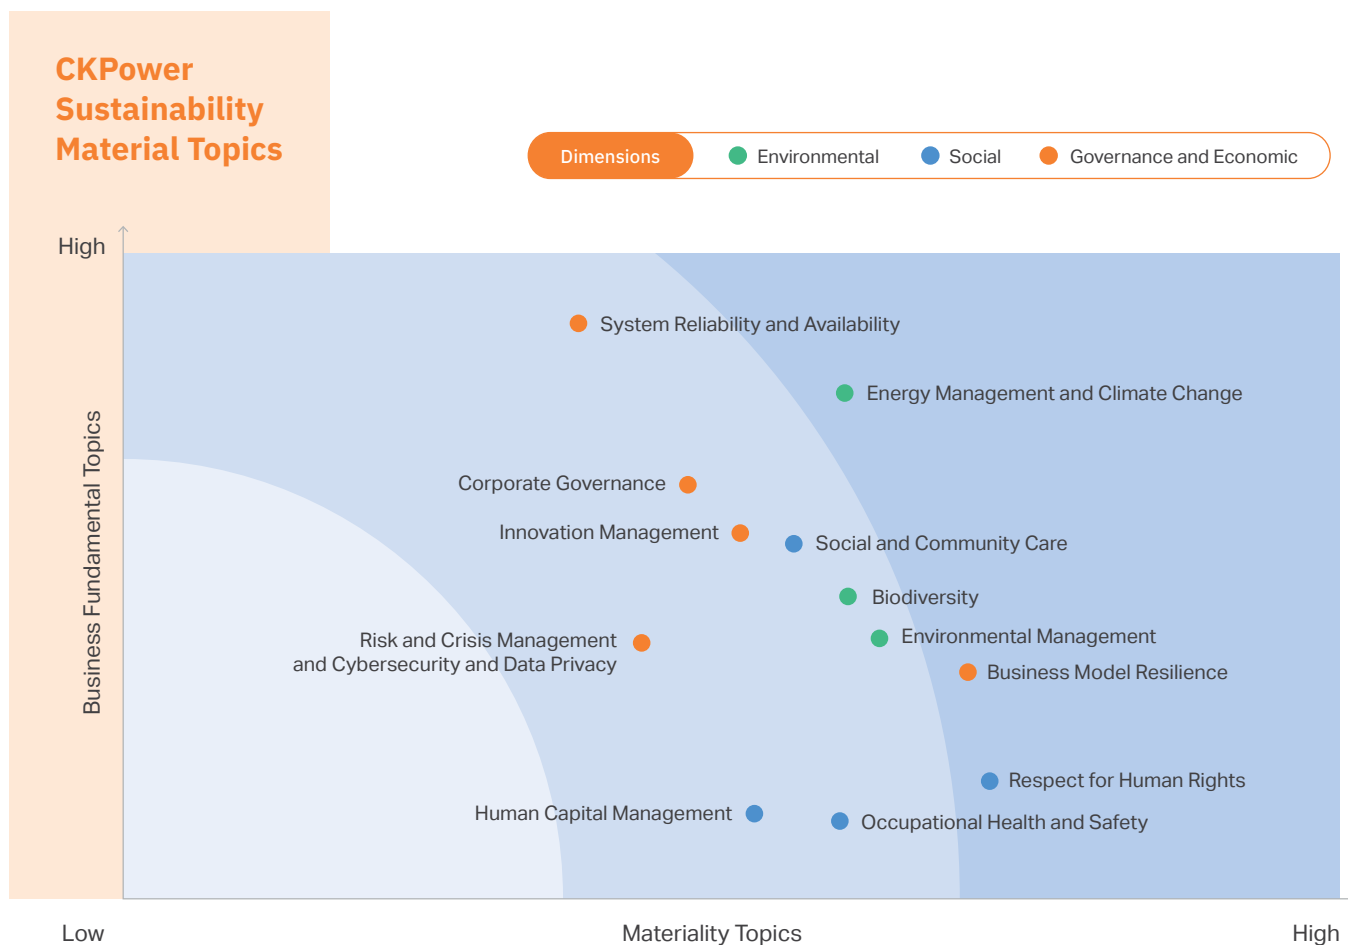 CKPower
Sustainability
Material Topics
Dimensions
Environmental
Social
Governance and Economic
High
System Reliability and Availability
Energy Management and Climate Change
Business Fundamental Topics
Corporate Governance
Innovation Management
Social and Community Care
Biodiversity
Environmental Management
Risk and Crisis Management
and Cybersecurity and Data Privacy
Business Model Resilience
Respect for Human Rights
Human Capital Management
Occupational Health and Safety
Low
Materiality Topics
High